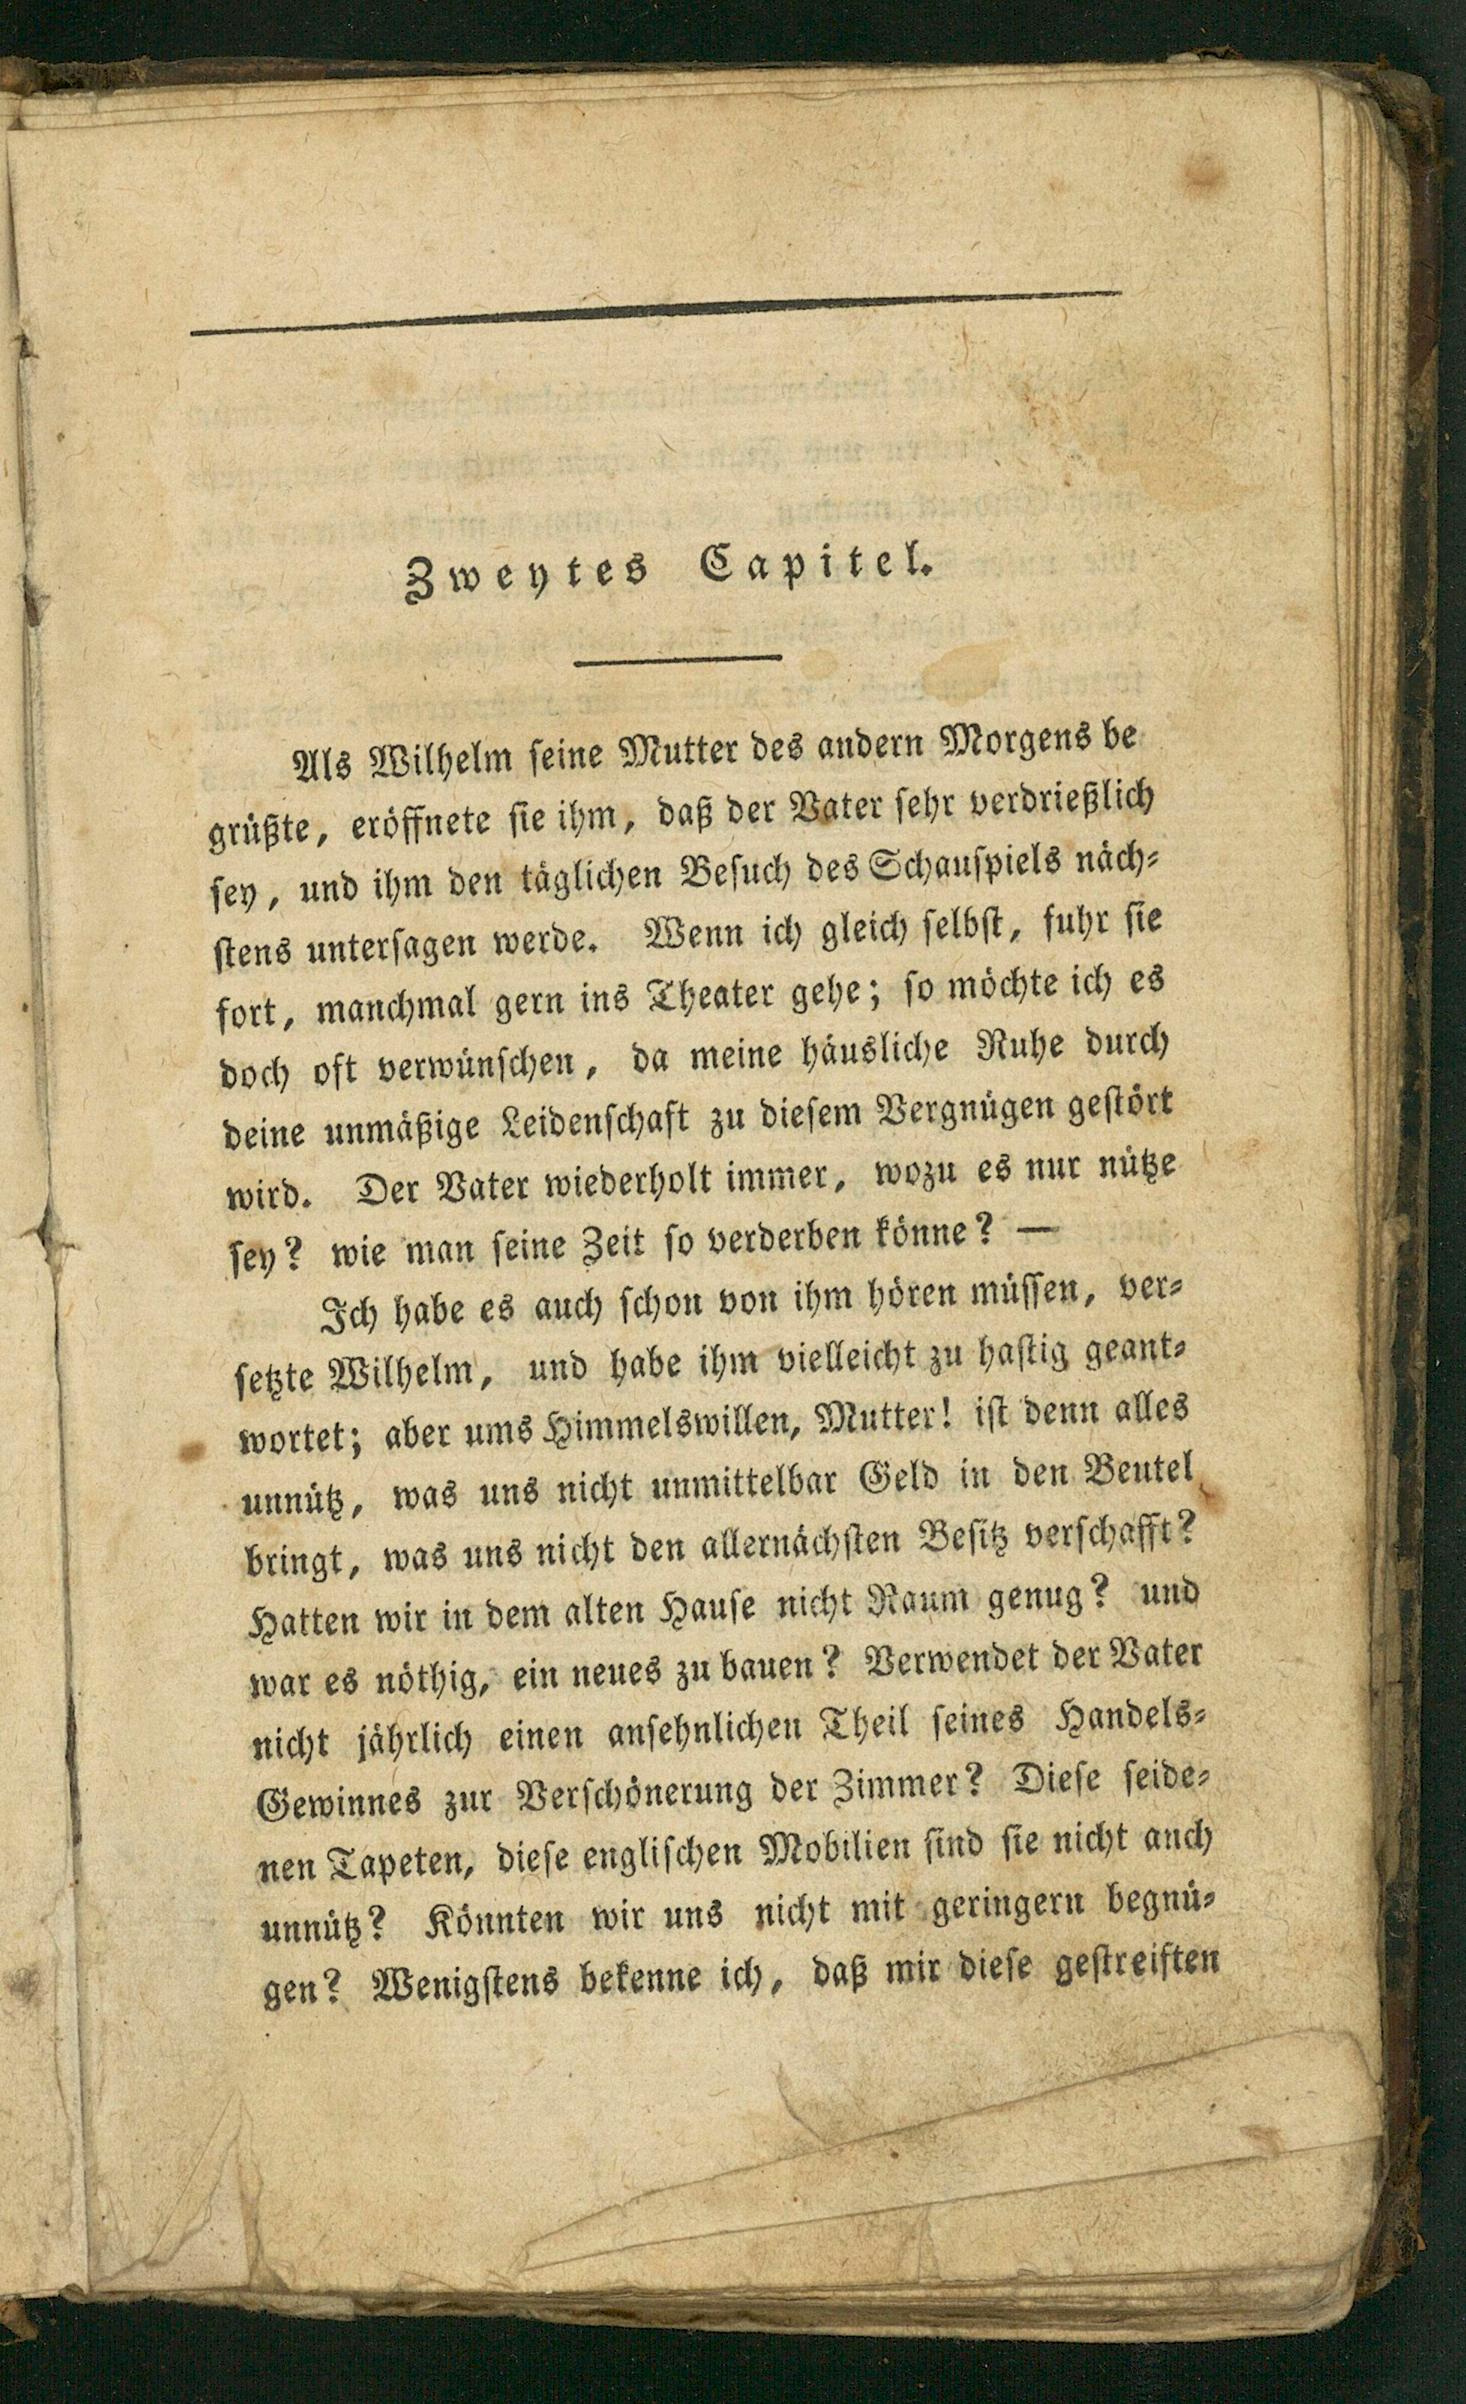 Zweytes Capitel.
Als Wilhelm seine Mutter des andern Morgens be
grüßte, eröffnete sie ihm, daß der Vater sehr verdrießlich
sey, und ihm den täglichen Besuch des Schauspiels näch-
stens untersagen werde. Wenn ich gleich selbst, fuhr sie
fort, manchmal gern ins Theater gehe; so möchte ich es
doch oft verwünschen, da meine häusliche Ruhe durch
deine unmäßige Leidenschaft zu diesem Vergnügen gestört
wird. Der Vater wiederholt immer, wozu es nur nütze
sey? wie man seine Zeit so verderben könne? —
Ich habe es auch schon von ihm hören müssen, ver-
setzte Wilhelm, und habe ihm vielleicht zu hastig geant-
wortet; aber ums Himmelswillen, Mutter! ist denn alles
unnütz, was uns nicht unmittelbar Geld in den Beutel
bringt, was uns nicht den allernächsten Besitz verschafft?
Hatten wir in dem alten Hause nicht Raum genug? und
war es nöthig, ein neues zu bauen? Verwendet der Vater
nicht jährlich einen ansehnlichen Theil seines Handels-
Gewinnes zur Verschönerung der Zimmer? Diese seide-
nen Tapeten, diese englischen Mobilien sind sie nicht auch
unnütz? Könnten wir uns nicht mit geringern begnü-
gen? Wenigstens bekenne ich, daß mir diese gestreiften